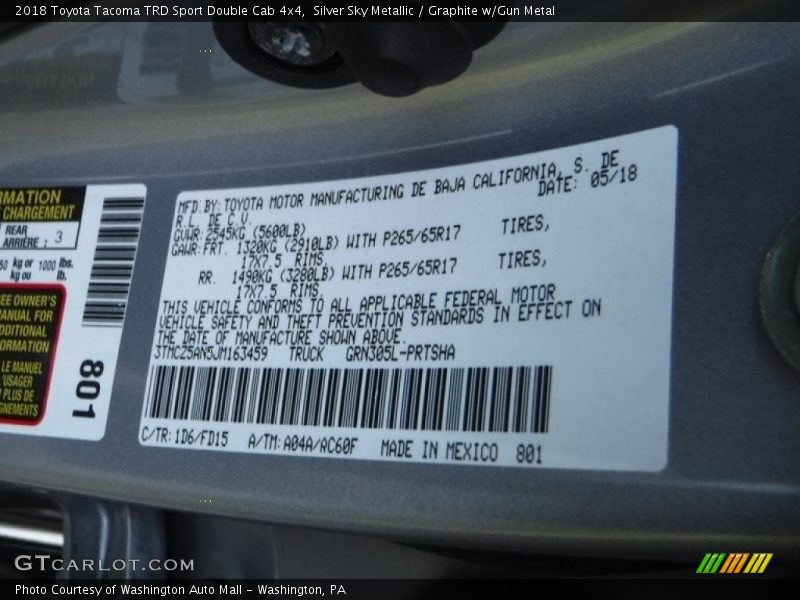 2018 Toyota Tacoma TRD Sport Double Cab 4x4, Silver Sky Metallic / Graphite w/Gun Metal
RMATION
CHARGEMENT
REAR
ARRIÈRE : 3
kg or 1000 lbs.
kg ou lb.
SEE OWNER'S
MANUAL FOR
ADDITIONAL
INFORMATION
LE MANUEL
USAGER
PLUS DE
801
MFD.BY:TOYOTA MOTOR MANUFACTURING DE BAJA CALIFORNIA, S. DE
R.L. DE C.V. DATE: 05/18
GVWR:2545KG (5600LB)
GAWR:FRT. 1320KG (2910LB) WITH P265/65R17 TIRES,
17X7.5 RIMS
RR. 1490KG (3280LB) WITH P265/65R17 TIRES,
17X7.5 RIMS
THIS VEHICLE CONFORMS TO ALL APPLICABLE FEDERAL MOTOR
VEHICLE SAFETY AND THEFT PREVENTION STANDARDS IN EFFECT ON
THE DATE OF MANUFACTURE SHOWN ABOVE.
3TMCZ5AN5JM163459 TRUCK GRN305L-PRTSHA
C/TR:1D6/FD15 A/TM:A04A/AC60F MADE IN MEXICO 801
GTCARLOT.COM
Photo Courtesy of Washington Auto Mall - Washington, PA